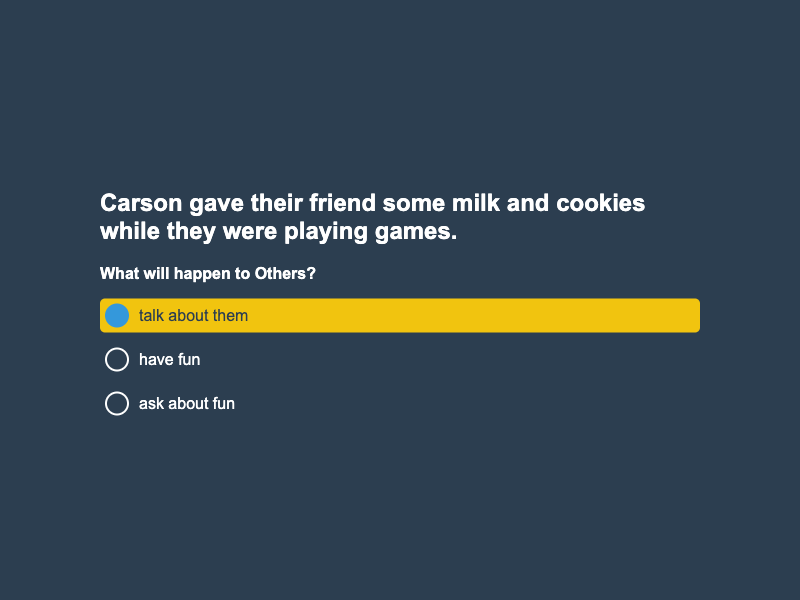 Carson gave their friend some milk and cookies
while they were playing games.
What will happen to Others?
talk about them
have fun
ask about fun